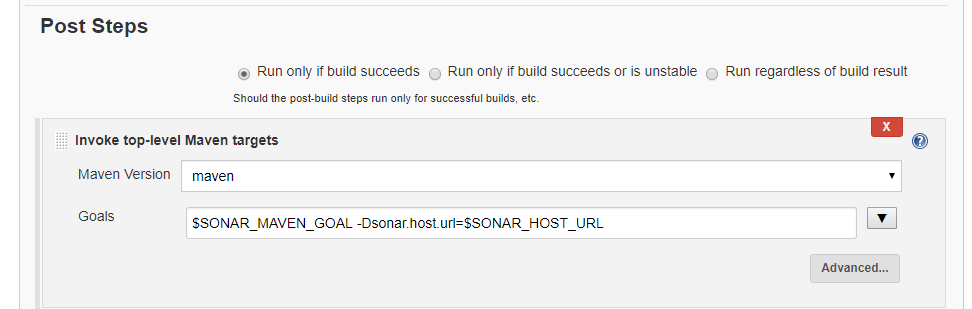 Post Steps
Run only if build succeeds Run only if build succeeds or is unstable Run regardless of build result
Should the post-build steps run only for successful builds, etc.
X
Invoke top-level Maven targets ?
Maven Version maven
Goals $SONAR_MAVEN_GOAL -Dsonar.host.url=$SONAR_HOST_URL
Advanced...